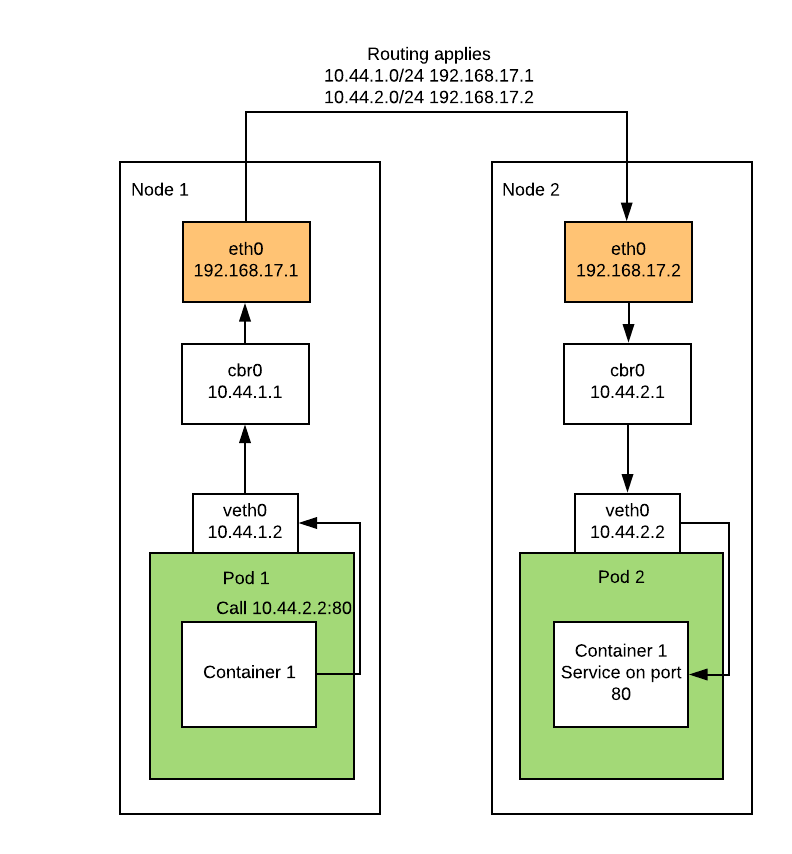 Routing applies
10.44.1.0/24 192.168.17.1
10.44.2.0/24 192.168.17.2
Node 1
eth0
192.168.17.1
cbr0
10.44.1.1
veth0
10.44.1.2
Pod 1
Call 10.44.2.2:80
Container 1
Node 2
eth0
192.168.17.2
cbr0
10.44.2.1
veth0
10.44.2.2
Pod 2
Container 1
Service on port
80